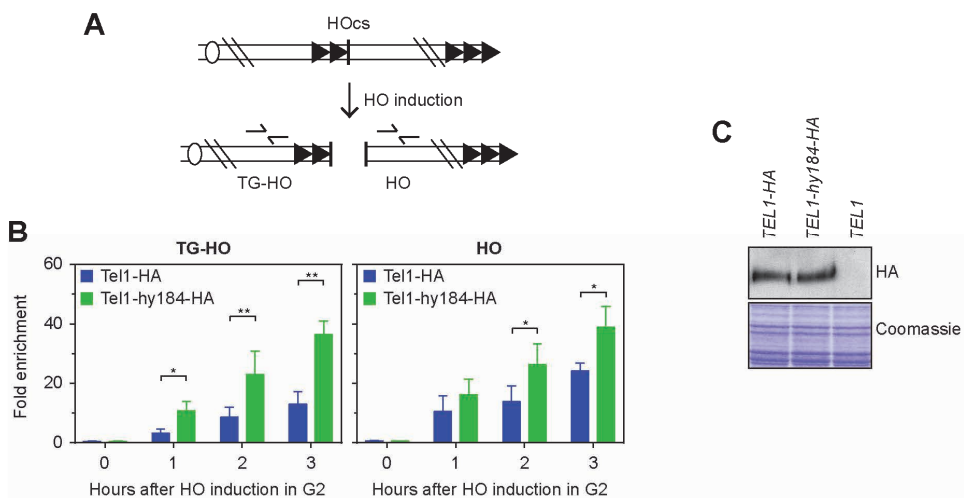 A
HOcs
HO induction
TG-HO
HO
B
TG-HO
HO
Fold enrichment
60
40
20
0
Tel1-HA
Tel1-hy184-HA
*
**
**
Tel1-HA
Tel1-hy184-HA
*
*
0 1 2 3
0 1 2 3
Hours after HO induction in G2
Hours after HO induction in G2
C
TEL1-HA
TEL1-hy184-HA
TEL1
HA
Coomassie